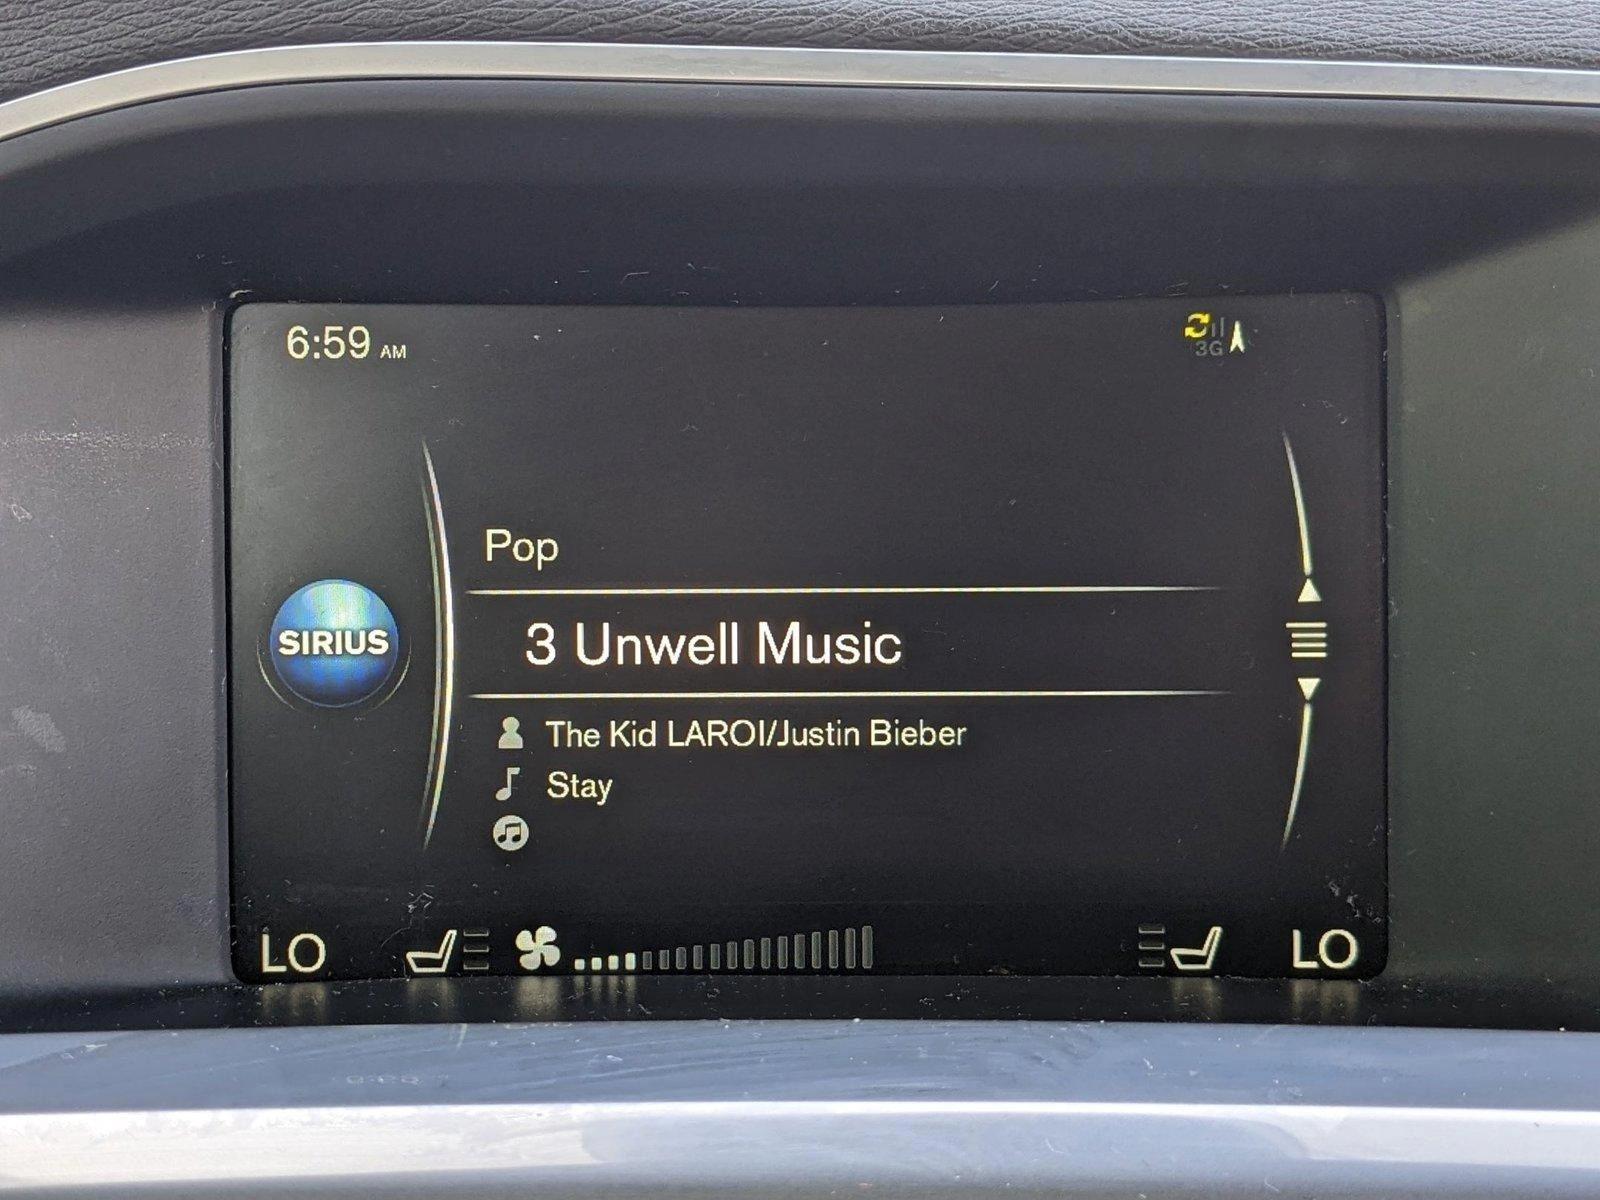 6:59 AM
3G
Pop
SIRIUS
3 Unwell Music
The Kid LAROI/Justin Bieber
Stay
LO
LO